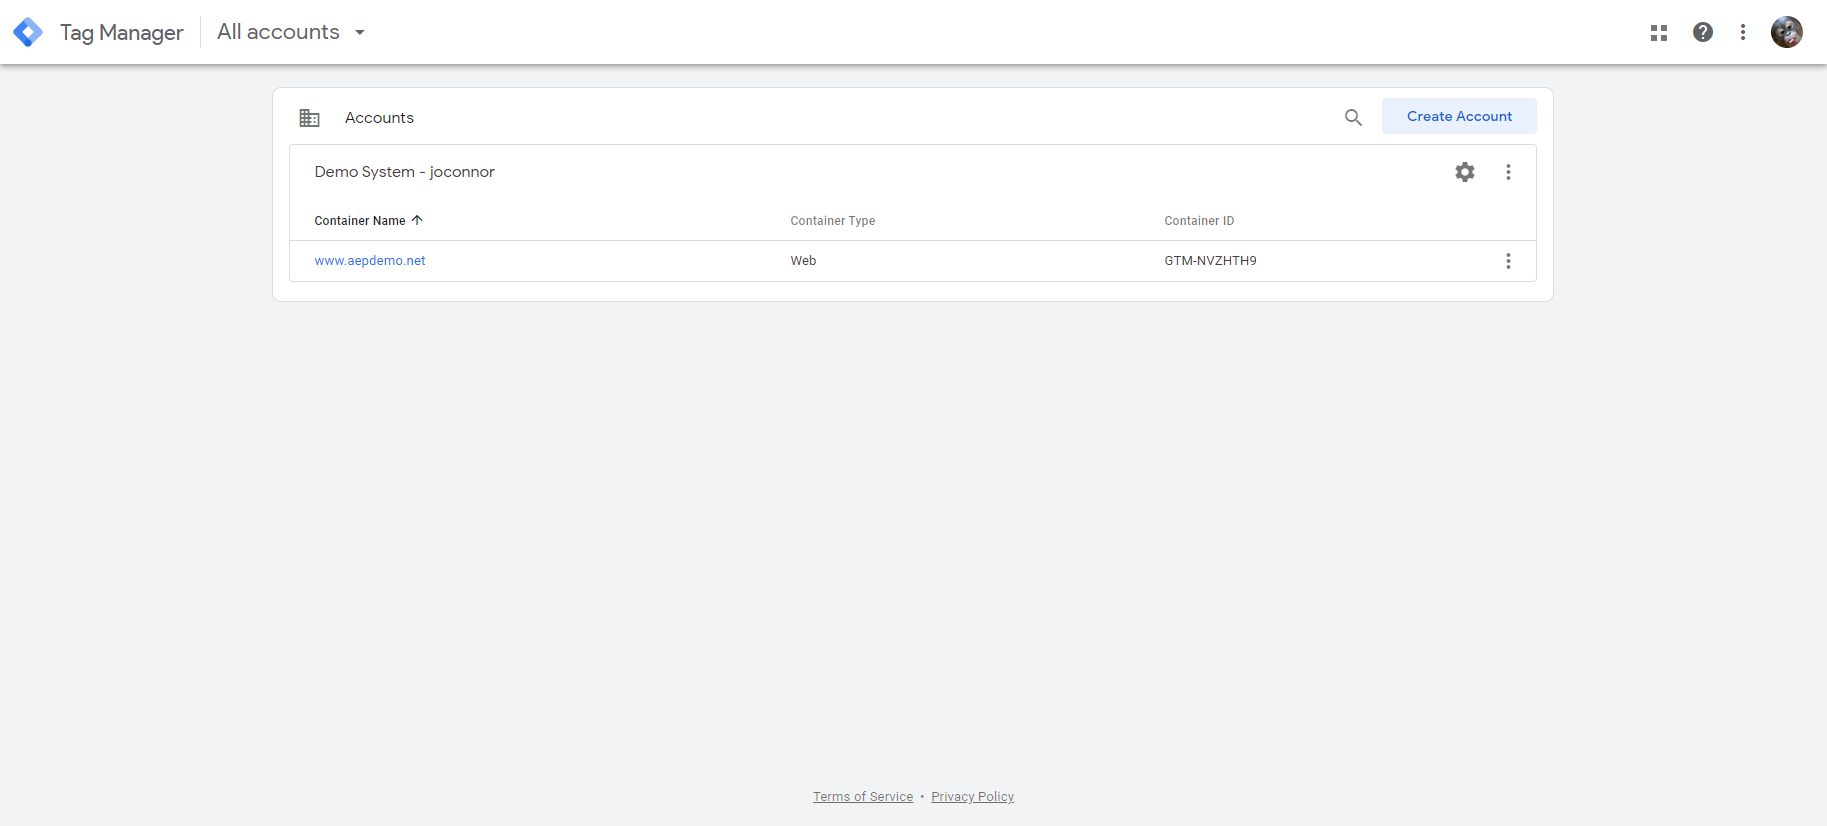 Tag Manager All accounts
Accounts Create Account
Demo System - joconnor
Container Name Container Type Container ID
www.aepdemo.net Web GTM-NVZHTH9
Terms of Service • Privacy Policy